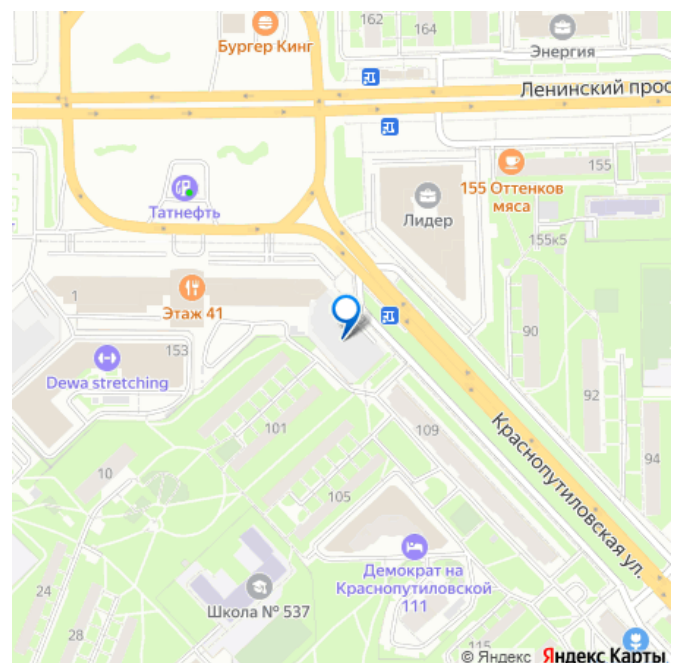 162
164
Бургер Кинг
Энергия
Ленинский прос
Татнефть
155 Оттенков
мяса
155
Лидер
155к5
1
Этаж 41
90
153
Dewa stretching
92
101
109
Краснопутиловская ул.
10
94
105
Демократ на
Краснопутиловской
111
24
Школа № 537
28
115
© Яндекс Яндекс Карты